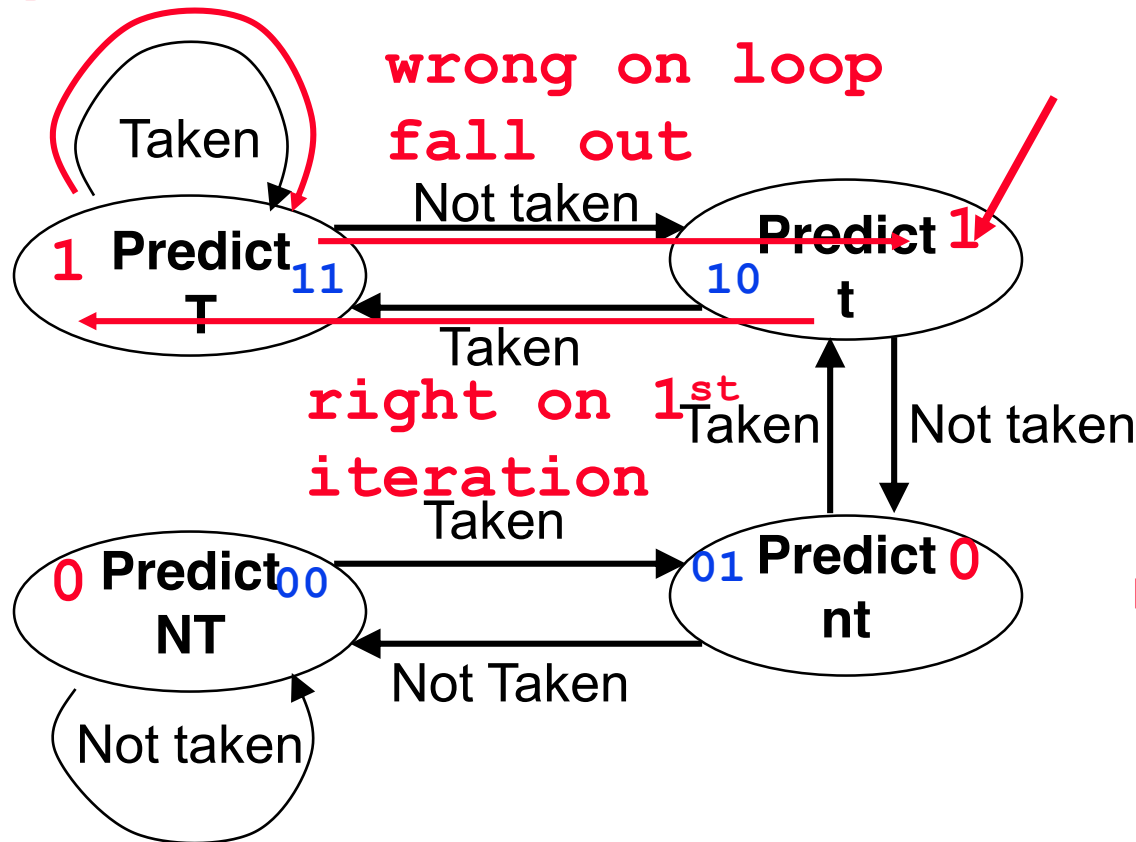 wrong on loop
fall out
Taken
Not taken
1 Predict 11
T
Predict 1
10
t
Taken
right on 1st
iteration
Taken
Not taken
Taken
0 Predict 00
NT
01 Predict 0
nt
Not Taken
Not taken